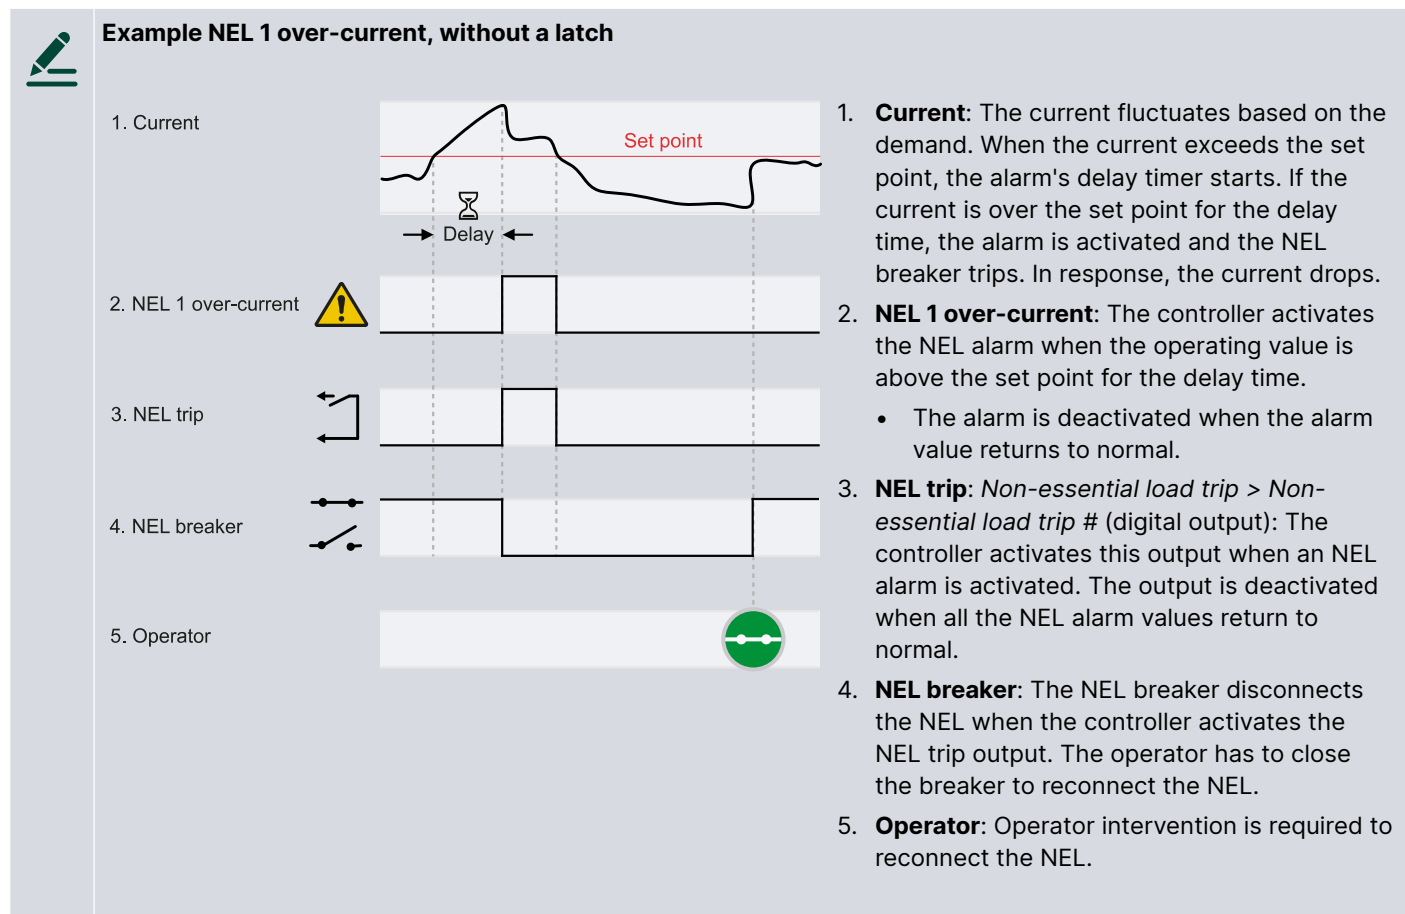 Example NEL 1 over-current, without a latch
1. Current
Set point
Delay
2. NEL 1 over-current
3. NEL trip
4. NEL breaker
5. Operator
1. Current: The current fluctuates based on the
demand. When the current exceeds the set
point, the alarm's delay timer starts. If the
current is over the set point for the delay
time, the alarm is activated and the NEL
breaker trips. In response, the current drops.
2. NEL 1 over-current: The controller activates
the NEL alarm when the operating value is
above the set point for the delay time.
• The alarm is deactivated when the alarm
value returns to normal.
3. NEL trip: Non-essential load trip > Non-
essential load trip # (digital output): The
controller activates this output when an NEL
alarm is activated. The output is deactivated
when all the NEL alarm values return to
normal.
4. NEL breaker: The NEL breaker disconnects
the NEL when the controller activates the
NEL trip output. The operator has to close
the breaker to reconnect the NEL.
5. Operator: Operator intervention is required to
reconnect the NEL.